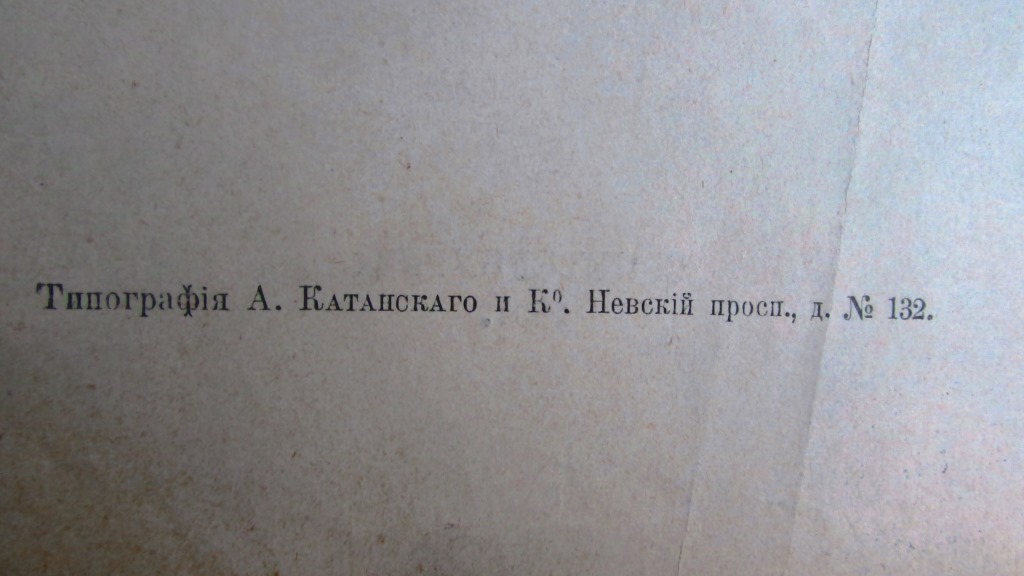 Типографія А. Катанскаго и К⁰. Невскій просп., д. № 132.